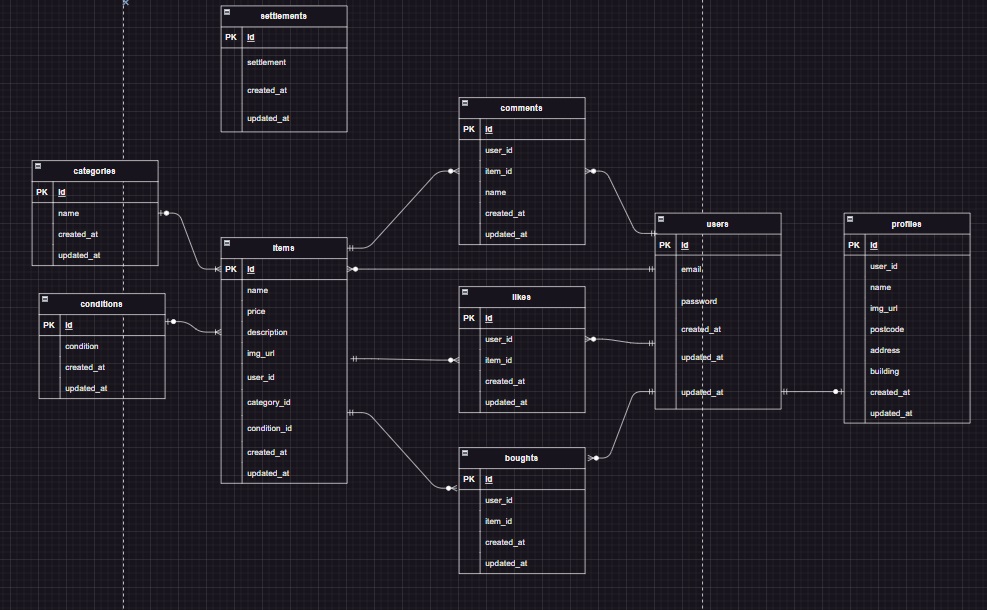 settlements
PK id
settlement
created_at
updated_at
categories
PK id
name
created_at
updated_at
conditions
PK id
condition
created_at
updated_at
items
PK id
name
price
description
img_url
user_id
category_id
condition_id
created_at
updated_at
comments
PK id
user_id
item_id
name
created_at
updated_at
likes
PK id
user_id
item_id
created_at
updated_at
boughts
PK id
user_id
item_id
created_at
updated_at
users
PK id
email
password
created_at
updated_at
updated_at
profiles
PK id
user_id
name
img_url
postcode
address
building
created_at
updated_at